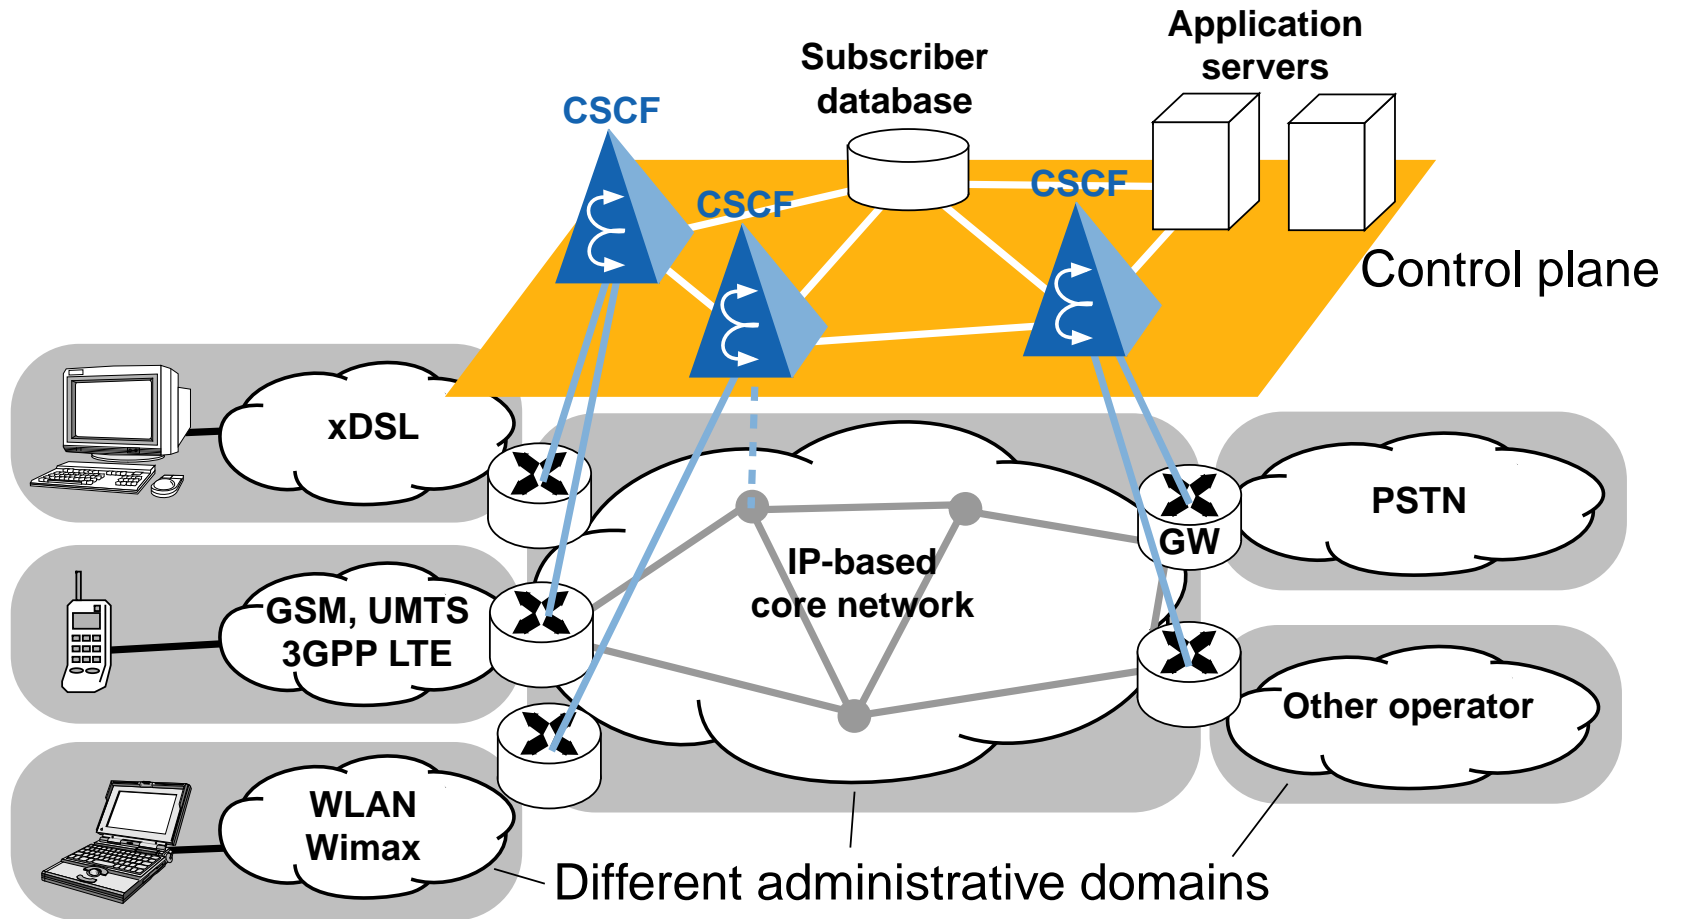 Application
servers
Subscriber
database
CSCF
CSCF
CSCF
Control plane
xDSL
PSTN
GW
IP-based
core network
GSM, UMTS
3GPP LTE
Other operator
WLAN
Wimax
Different administrative domains